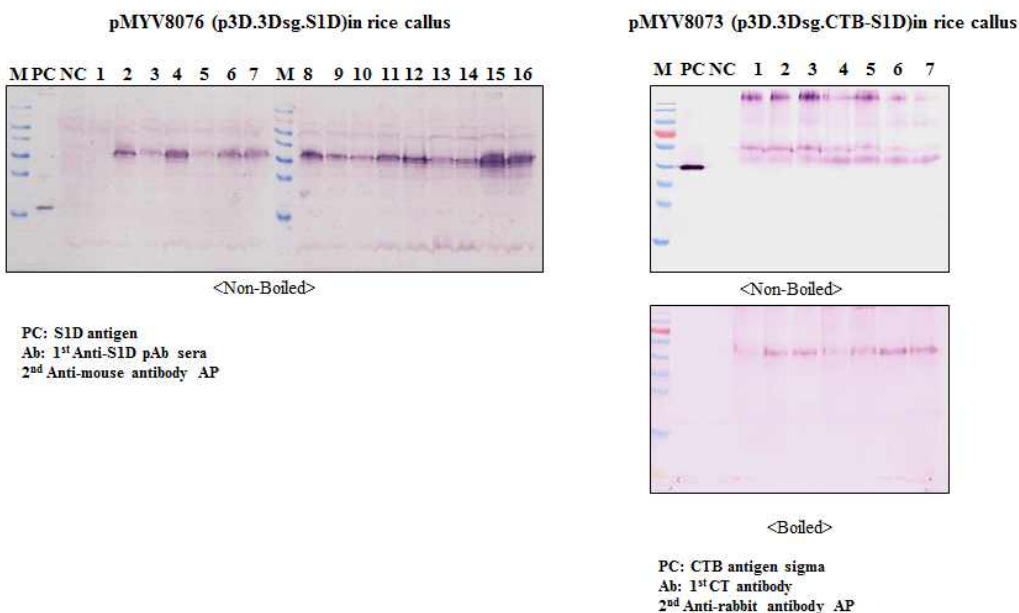 pMYV8076 (p3D.3Dsg.S1D)in rice callus
M PC NC 1 2 3 4 5 6 7 M 8 9 10 11 12 13 14 15 16
<Non-Boiled>
PC: S1D antigen
Ab: 1st Anti-S1D pAb sera
2nd Anti-mouse antibody AP
pMYV8073 (p3D.3Dsg.CTB-S1D)in rice callus
M PC NC 1 2 3 4 5 6 7
<Non-Boiled>
<Boiled>
PC: CTB antigen sigma
Ab: 1st CT antibody
2nd Anti-rabbit antibody AP